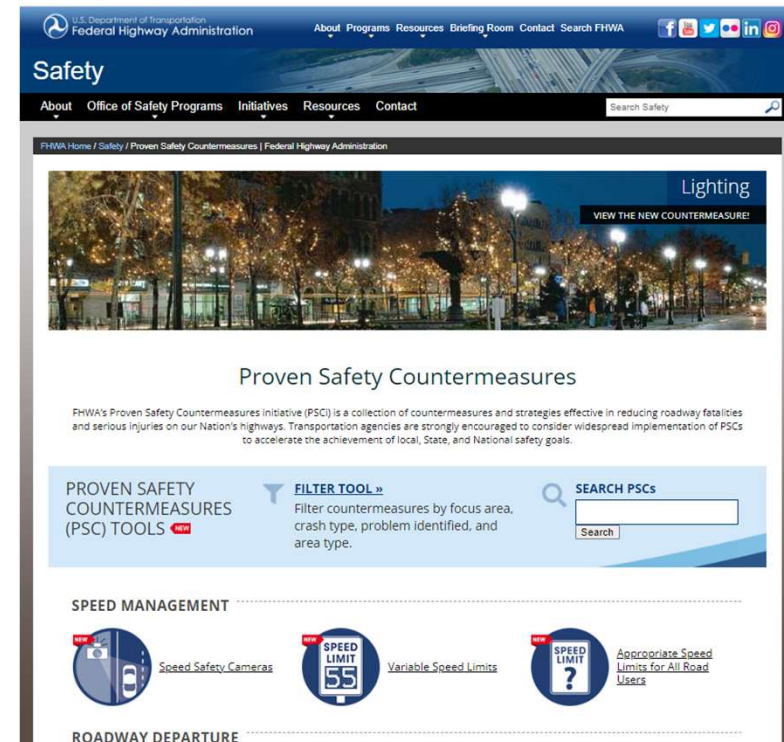 U.S. Department of Transportation
Federal Highway Administration
About Programs Resources Briefing Room Contact Search FHWA
Safety
About Office of Safety Programs Initiatives Resources Contact
Search Safety
FHWA Home / Safety / Proven Safety Countermeasures | Federal Highway Administration
Lighting
VIEW THE NEW COUNTERMEASURE!
Proven Safety Countermeasures
FHWA's Proven Safety Countermeasures initiative (PSCi) is a collection of countermeasures and strategies effective in reducing roadway fatalities
and serious injuries on our Nation's highways. Transportation agencies are strongly encouraged to consider widespread implementation of PSCs
to accelerate the achievement of local, State, and National safety goals.
PROVEN SAFETY
COUNTERMEASURES
(PSC) TOOLS NEW
FILTER TOOL »
Filter countermeasures by focus area,
crash type, problem identified, and
area type.
SEARCH PSCs
Search
SPEED MANAGEMENT
NEW
Speed Safety Cameras
NEW
SPEED
LIMIT
55
Variable Speed Limits
NEW
SPEED
LIMIT
?
Appropriate Speed
Limits for All Road
Users
ROADWAY DEPARTURE